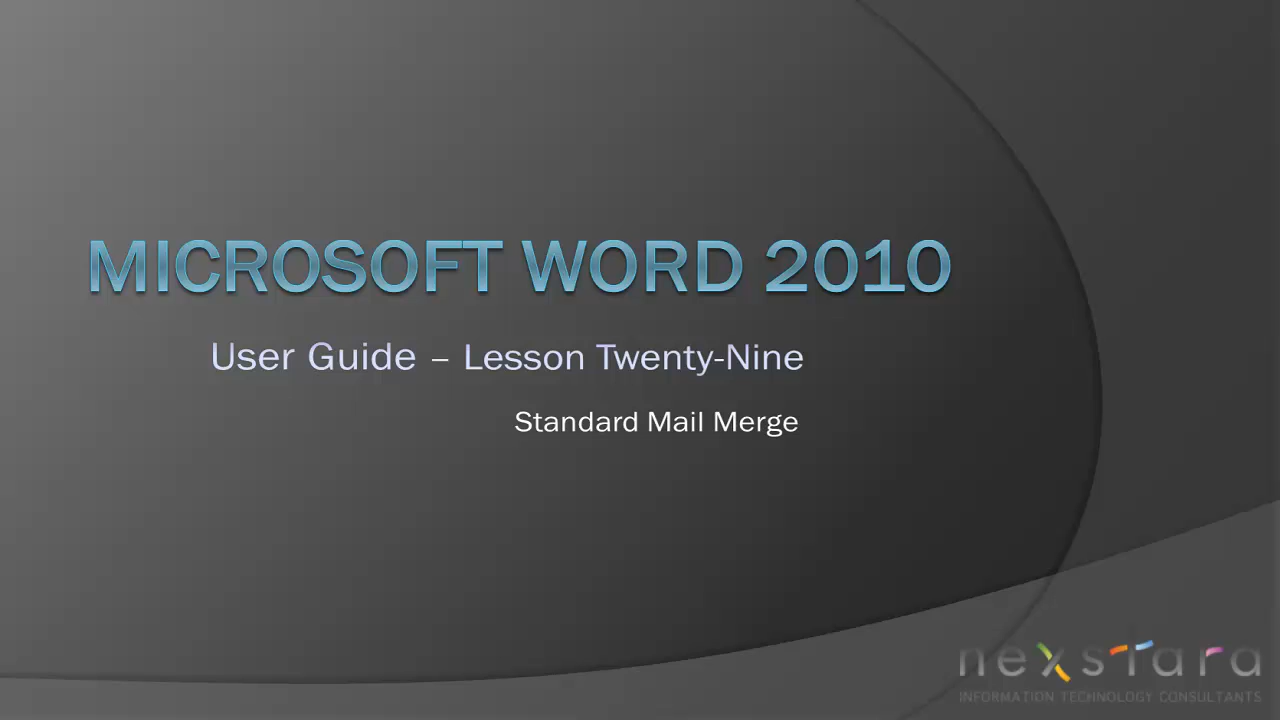 MICROSOFT WORD 2010
User Guide – Lesson Twenty-Nine
Standard Mail Merge
nexstara
INFORMATION TECHNOLOGY CONSULTANTS